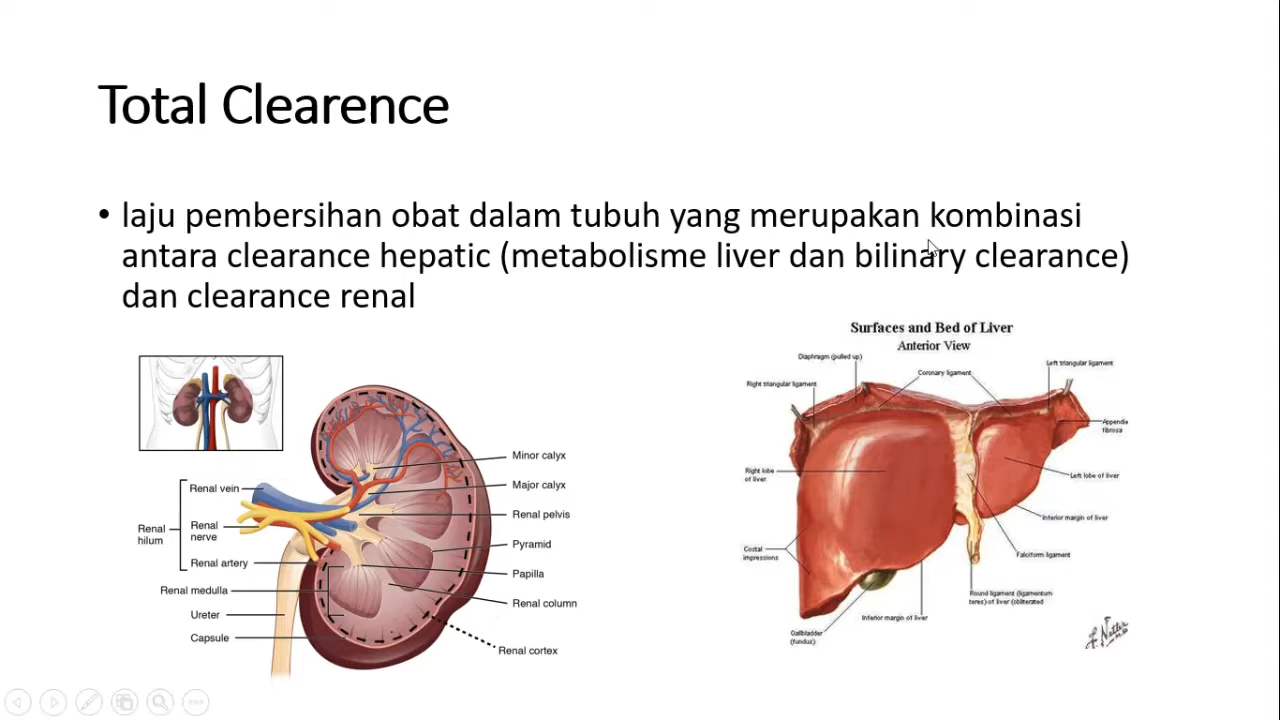 Total Clearence
• laju pembersihan obat dalam tubuh yang merupakan kombinasi
antara clearance hepatic (metabolisme liver dan bilinary clearance)
dan clearance renal
Renal vein
Renal
nerve
Renal
hilum
Renal artery
Renal medulla
Ureter
Capsule
Minor calyx
Major calyx
Renal pelvis
Pyramid
Papilla
Renal column
Renal cortex
Surfaces and Bed of Liver
Anterior View
Diaphragm (pulled up)
Coronary ligament
Left triangular ligament
Right triangular ligament
Appendix
fibrosa
Right lobe
of liver
Left lobe of liver
Inferior margin of liver
Costal
impressions
Falciform ligament
Round ligament (ligamentum
teres) of liver (obliterated
Inferior margin of liver
Gallbladder
(fundus)